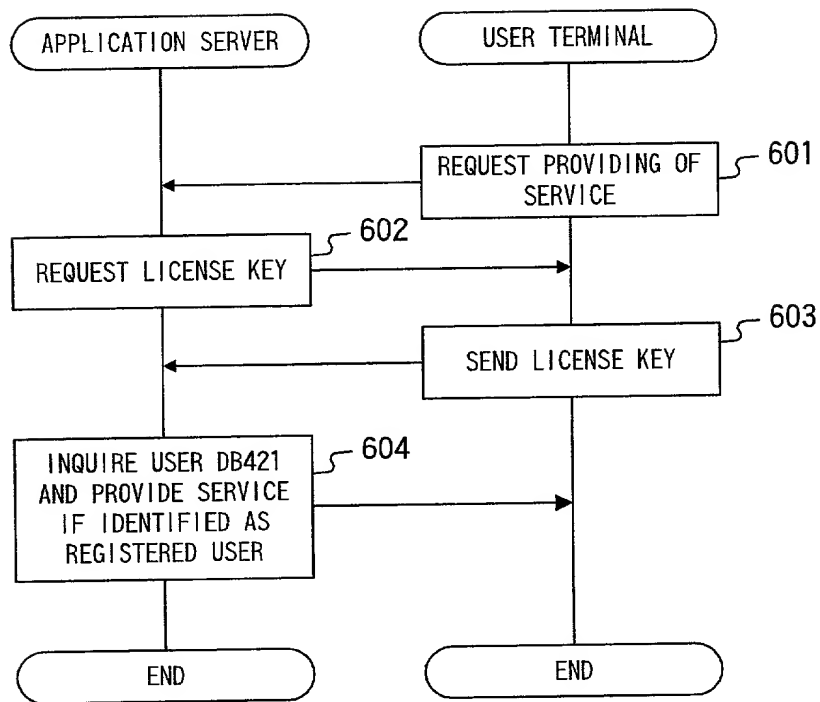 APPLICATION SERVER
USER TERMINAL
REQUEST PROVIDING OF
SERVICE
601
602
REQUEST LICENSE KEY
603
SEND LICENSE KEY
604
INQUIRE USER DB421
AND PROVIDE SERVICE
IF IDENTIFIED AS
REGISTERED USER
END
END